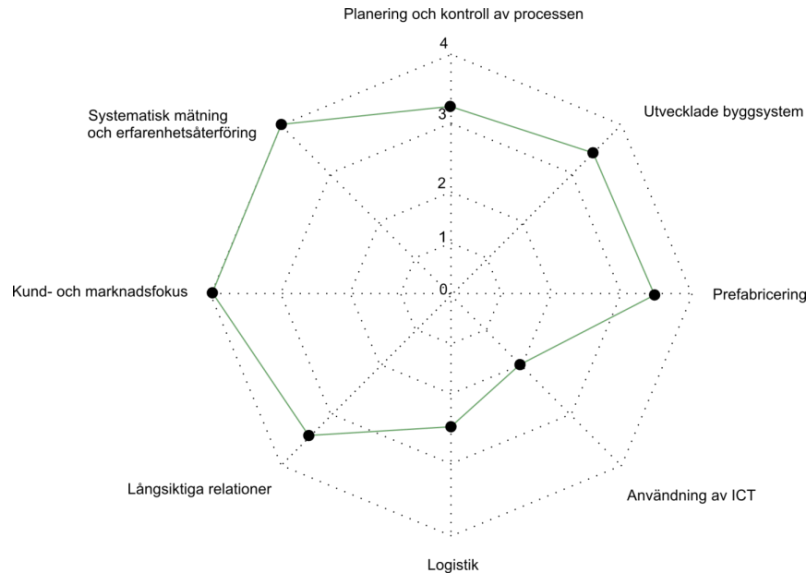 Planering och kontroll av processen
4
Systematisk mätning
och erfarenhetsåterföring
3
Utvecklade byggsystem
2
1
Kund- och marknadsfokus
0
Prefabricering
Långsiktiga relationer
Användning av ICT
Logistik